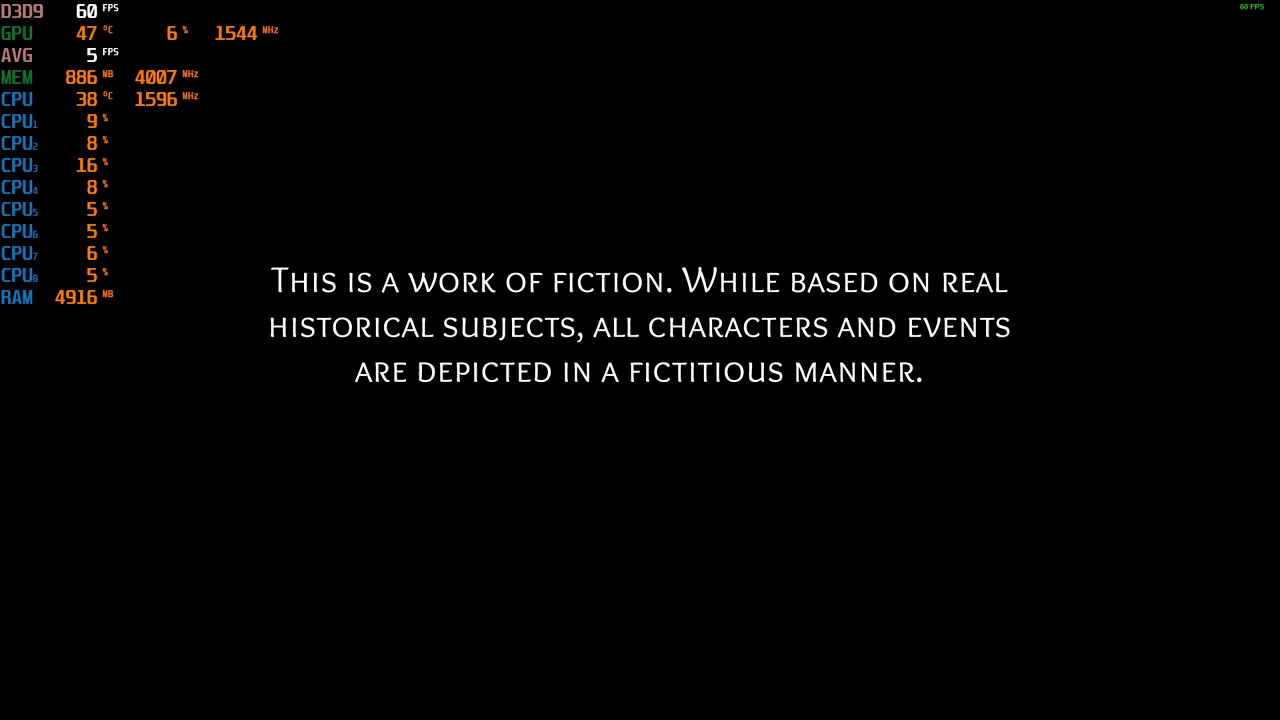 D3D9 60 FPS 60 FPS
GPU 47 °C 6 % 1544 MHz
AVG 5 FPS
MEM 886 MB 4007 MHz
CPU 38 °C 1596 MHz
CPU1 9 %
CPU2 8 %
CPU3 16 %
CPU4 8 %
CPU5 5 %
CPU6 5 %
CPU7 6 %
CPU8 5 %
RAM 4916 MB
This is a work of fiction. While based on real
historical subjects, all characters and events
are depicted in a fictitious manner.